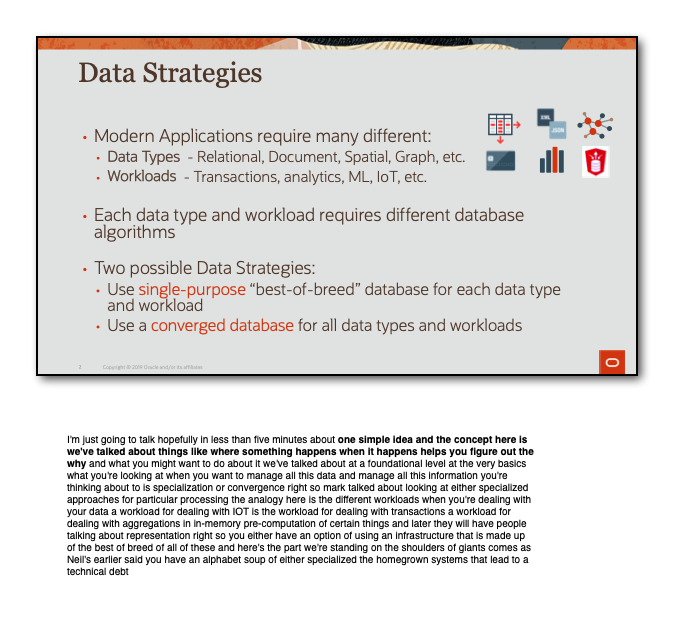 Data Strategies
XML
JSON
• Modern Applications require many different:
• Data Types - Relational, Document, Spatial, Graph, etc.
• Workloads - Transactions, analytics, ML, IoT, etc.
• Each data type and workload requires different database
algorithms
• Two possible Data Strategies:
• Use single-purpose “best-of-breed” database for each data type
and workload
• Use a converged database for all data types and workloads
2 Copyright © 2019 Oracle and/or its affiliates
I'm just going to talk hopefully in less than five minutes about one simple idea and the concept here is
we've talked about things like where something happens when it happens helps you figure out the
why and what you might want to do about it we've talked about at a foundational level at the very basics
what you're looking at when you want to manage all this data and manage all this information you're
thinking about to is specialization or convergence right so mark talked about looking at either specialized
approaches for particular processing the analogy here is the different workloads when you're dealing with
your data a workload for dealing with IOT is the workload for dealing with transactions a workload for
dealing with aggregations in in-memory pre-computation of certain things and later they will have people
talking about representation right so you either have an option of using an infrastructure that is made up
of the best of breed of all of these and here's the part we're standing on the shoulders of giants comes as
Neil's earlier said you have an alphabet soup of either specialized the homegrown systems that lead to a
technical debt